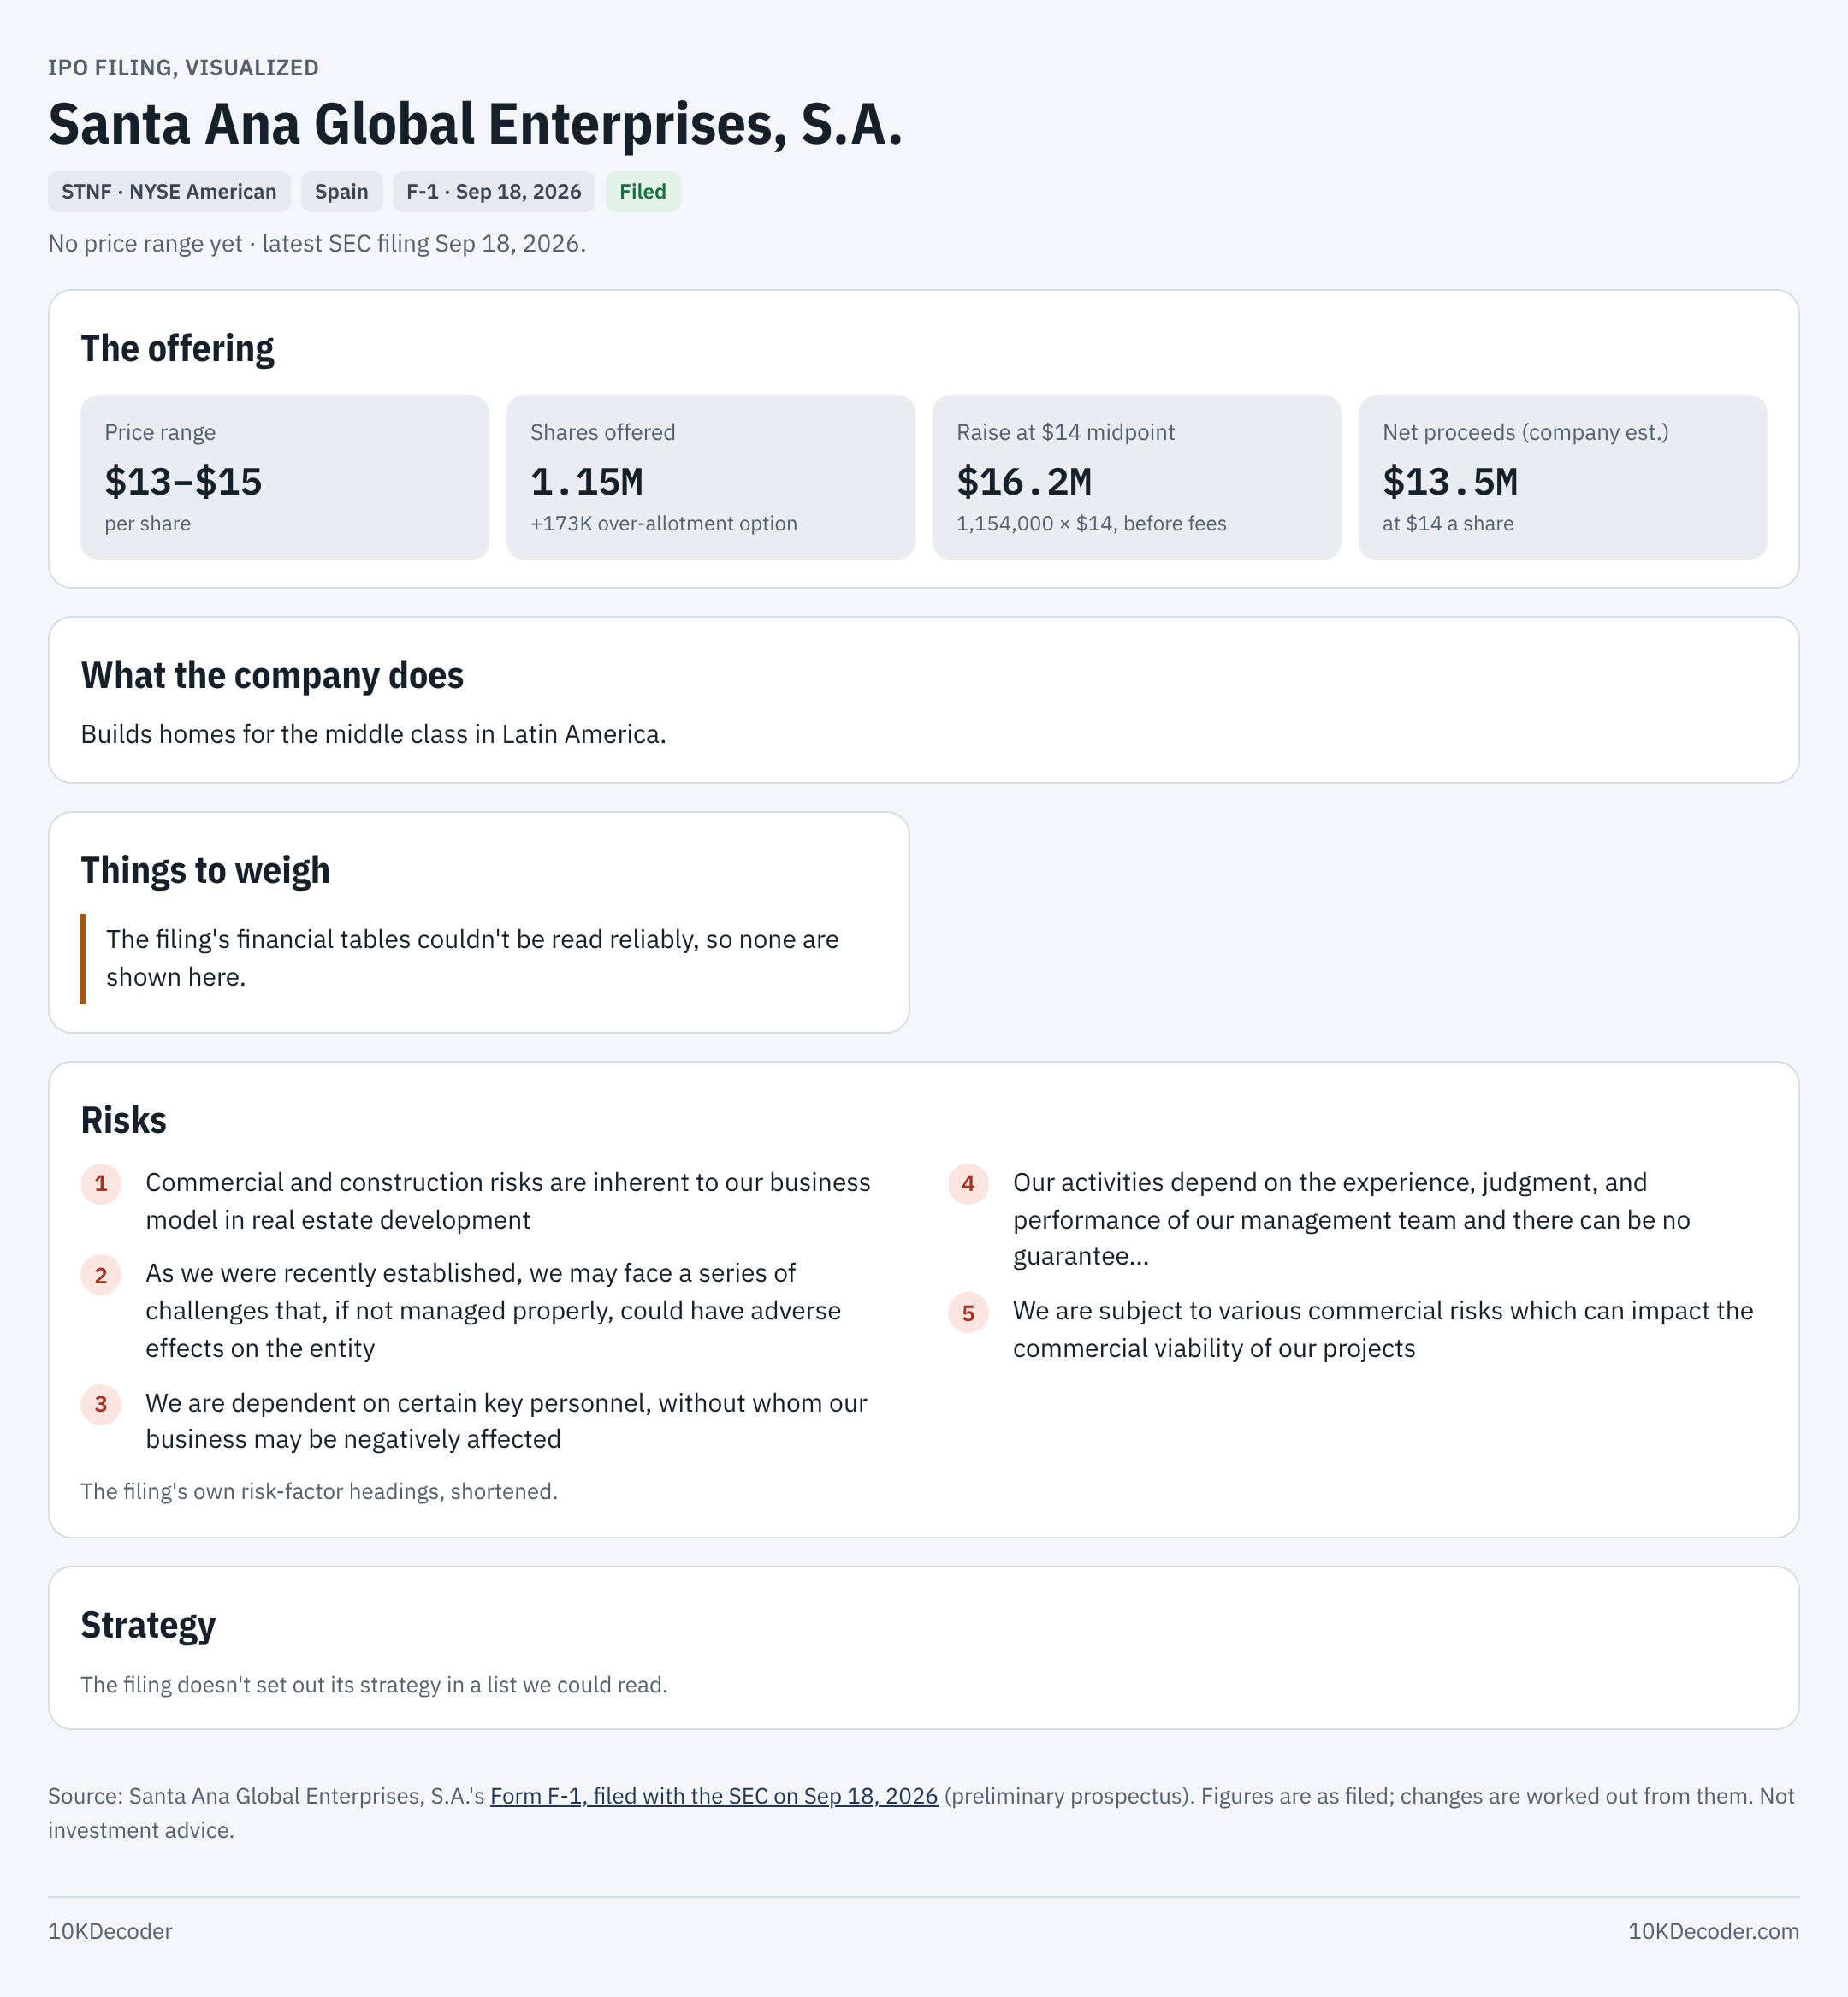 IPO FILING, VISUALIZED
Santa Ana Global Enterprises, S.A.
STNF · NYSE American
Spain
F-1 · Sep 18, 2026
Filed
No price range yet · latest SEC filing Sep 18, 2026.
The offering
Price range
$13–$15
per share
Shares offered
1.15M
+173K over-allotment option
Raise at $14 midpoint
$16.2M
1,154,000 × $14, before fees
Net proceeds (company est.)
$13.5M
at $14 a share
What the company does
Builds homes for the middle class in Latin America.
Things to weigh
The filing's financial tables couldn't be read reliably, so none are
shown here.
Risks
1
Commercial and construction risks are inherent to our business
model in real estate development
2
As we were recently established, we may face a series of
challenges that, if not managed properly, could have adverse
effects on the entity
3
We are dependent on certain key personnel, without whom our
business may be negatively affected
4
Our activities depend on the experience, judgment, and
performance of our management team and there can be no
guarantee...
5
We are subject to various commercial risks which can impact the
commercial viability of our projects
The filing's own risk-factor headings, shortened.
Strategy
The filing doesn't set out its strategy in a list we could read.
Source: Santa Ana Global Enterprises, S.A.'s Form F-1, filed with the SEC on Sep 18, 2026 (preliminary prospectus). Figures are as filed; changes are worked out from them. Not
investment advice.
10KDecoder
10KDecoder.com